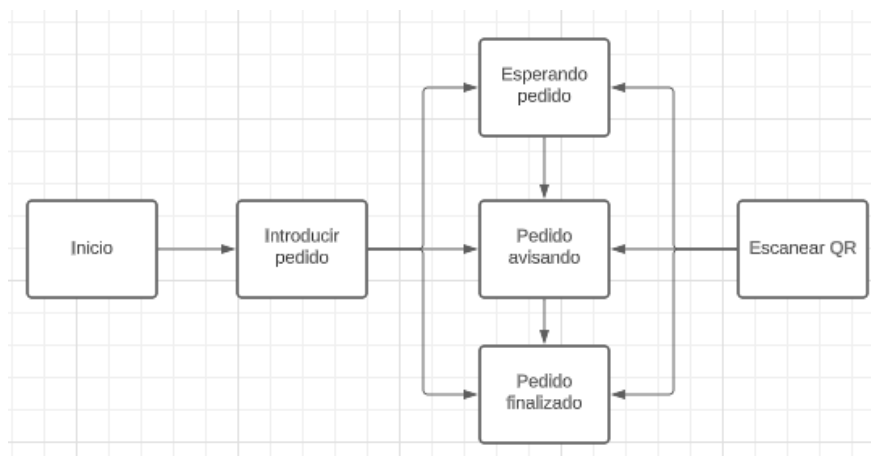 Esperando
pedido
Inicio
Introducir
pedido
Pedido
avisando
Escanear QR
Pedido
finalizado